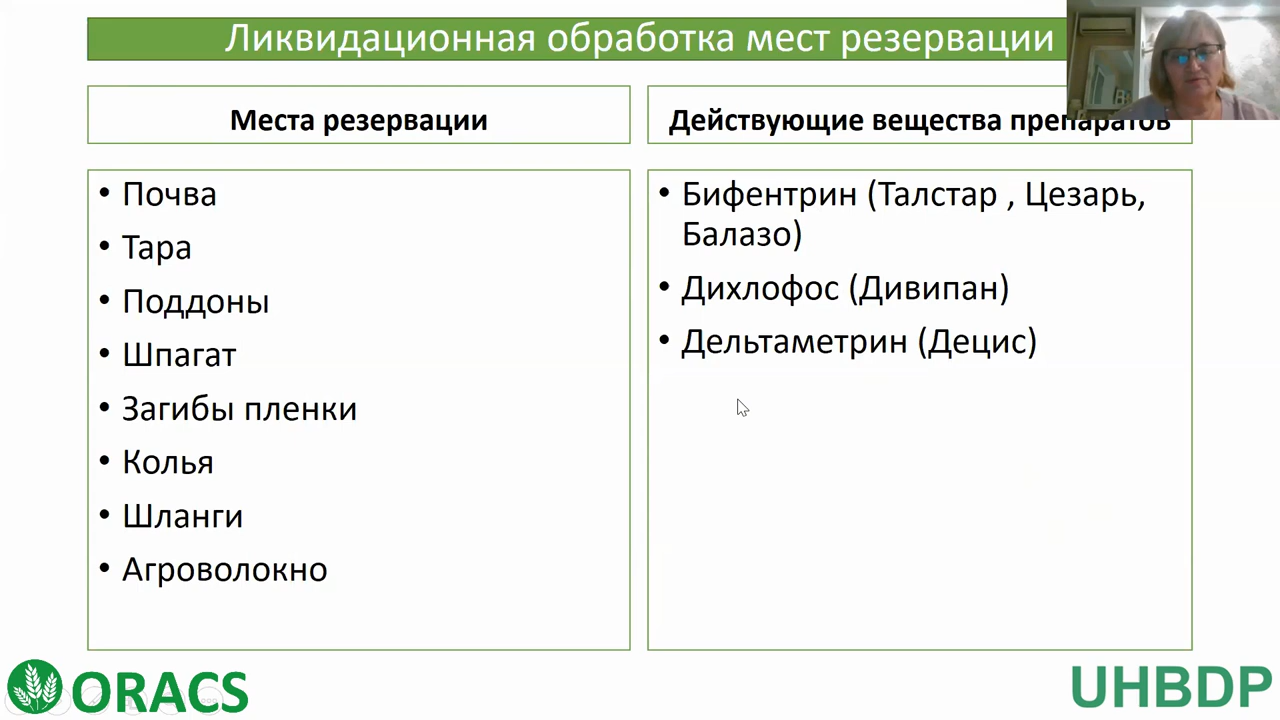 Ликвидационная обработка мест резервации
Места резервации
Действующие вещества препаратов
• Почва
• Тара
• Поддоны
• Шпагат
• Загибы пленки
• Колья
• Шланги
• Агроволокно
• Бифентрин (Талстар , Цезарь,
Балазо)
• Дихлофос (Дивипан)
• Дельтаметрин (Децис)
ORACS
UHBDP